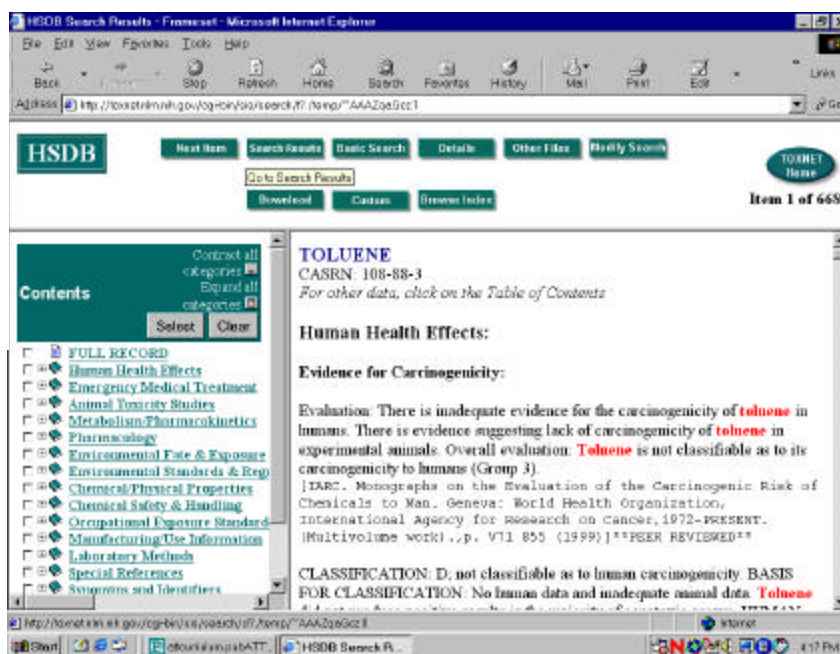 HSDB Search Results - Frameset - Microsoft Internet Explorer
File Edit View Favorites Tools Help
Back Stop Refresh Home Search Favorites History Mail Print Edit Links
Address
HSDB
Next Item Search Results Basic Search Details Other Files Modify Search
TOXNET Home
Go to Search Results
Download Custom Browse Index
Item 1 of 668
Contents
Contract all categories
Expand all categories
Select Clear
FULL RECORD
Human Health Effects
Emergency Medical Treatment
Animal Toxicity Studies
Metabolism/Pharmacokinetics
Pharmacology
Environmental Fate & Exposure
Environmental Standards & Reg
Chemical/Physical Properties
Chemical Safety & Handling
Occupational Exposure Standard
Manufacturing/Use Information
Laboratory Methods
Special References
Synonyms and Identifiers
TOLUENE
CASRN: 108-88-3
For other data, click on the Table of Contents
Human Health Effects:
Evidence for Carcinogenicity:
Evaluation: There is inadequate evidence for the carcinogenicity of toluene in
humans. There is evidence suggesting lack of carcinogenicity of toluene in
experimental animals. Overall evaluation: Toluene is not classifiable as to its
carcinogenicity to humans (Group 3).
[IARC. Monographs on the Evaluation of the Carcinogenic Risk of
Chemicals to Man. Geneva: World Health Organization,
International Agency for Research on Cancer,1972-PRESENT.
(Multivolume work).,p. V71 855 (1999)]**PEER REVIEWED**
CLASSIFICATION: D; not classifiable as to human carcinogenicity. BASIS
FOR CLASSIFICATION: No human data and inadequate animal data. Toluene
Internet
Start
HSDB Search R...
4:17 PM